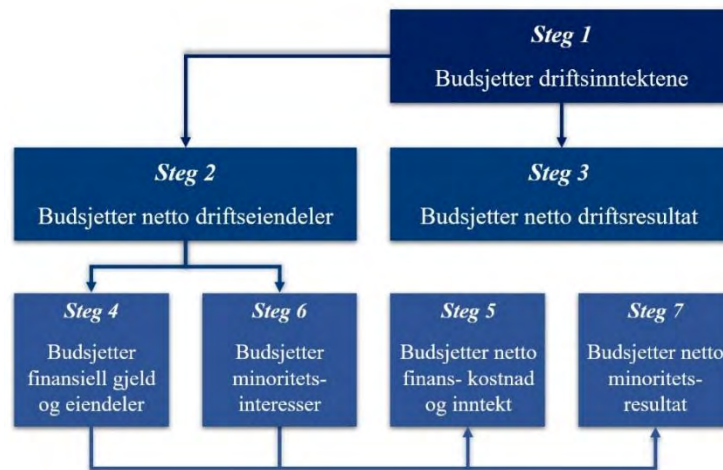 Steg 1
Budsjetter driftsinntektene
Steg 2
Budsjetter netto driftseiendeler
Steg 3
Budsjetter netto driftsresultat
Steg 4
Budsjetter
finansiell gjeld
og eiendeler
Steg 6
Budsjetter
minoritets-
interesser
Steg 5
Budsjetter netto
finans- kostnad
og inntekt
Steg 7
Budsjetter netto
minoritets-
resultat